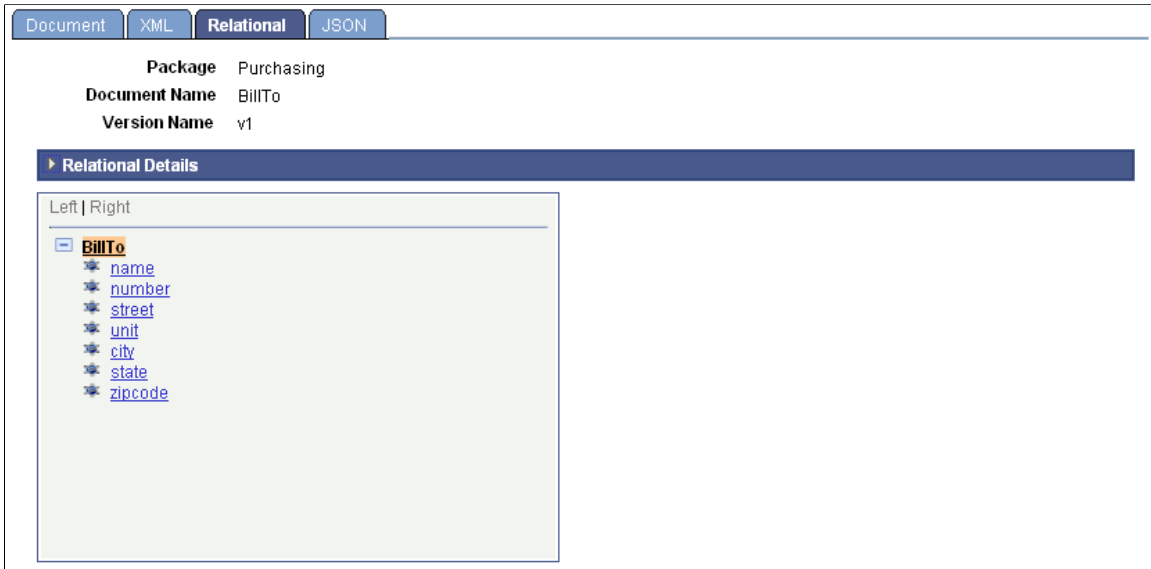 Document XML Relational JSON
Package Purchasing
Document Name BillTo
Version Name v1
Relational Details
Left | Right
BillTo
name
number
street
unit
city
state
zipcode